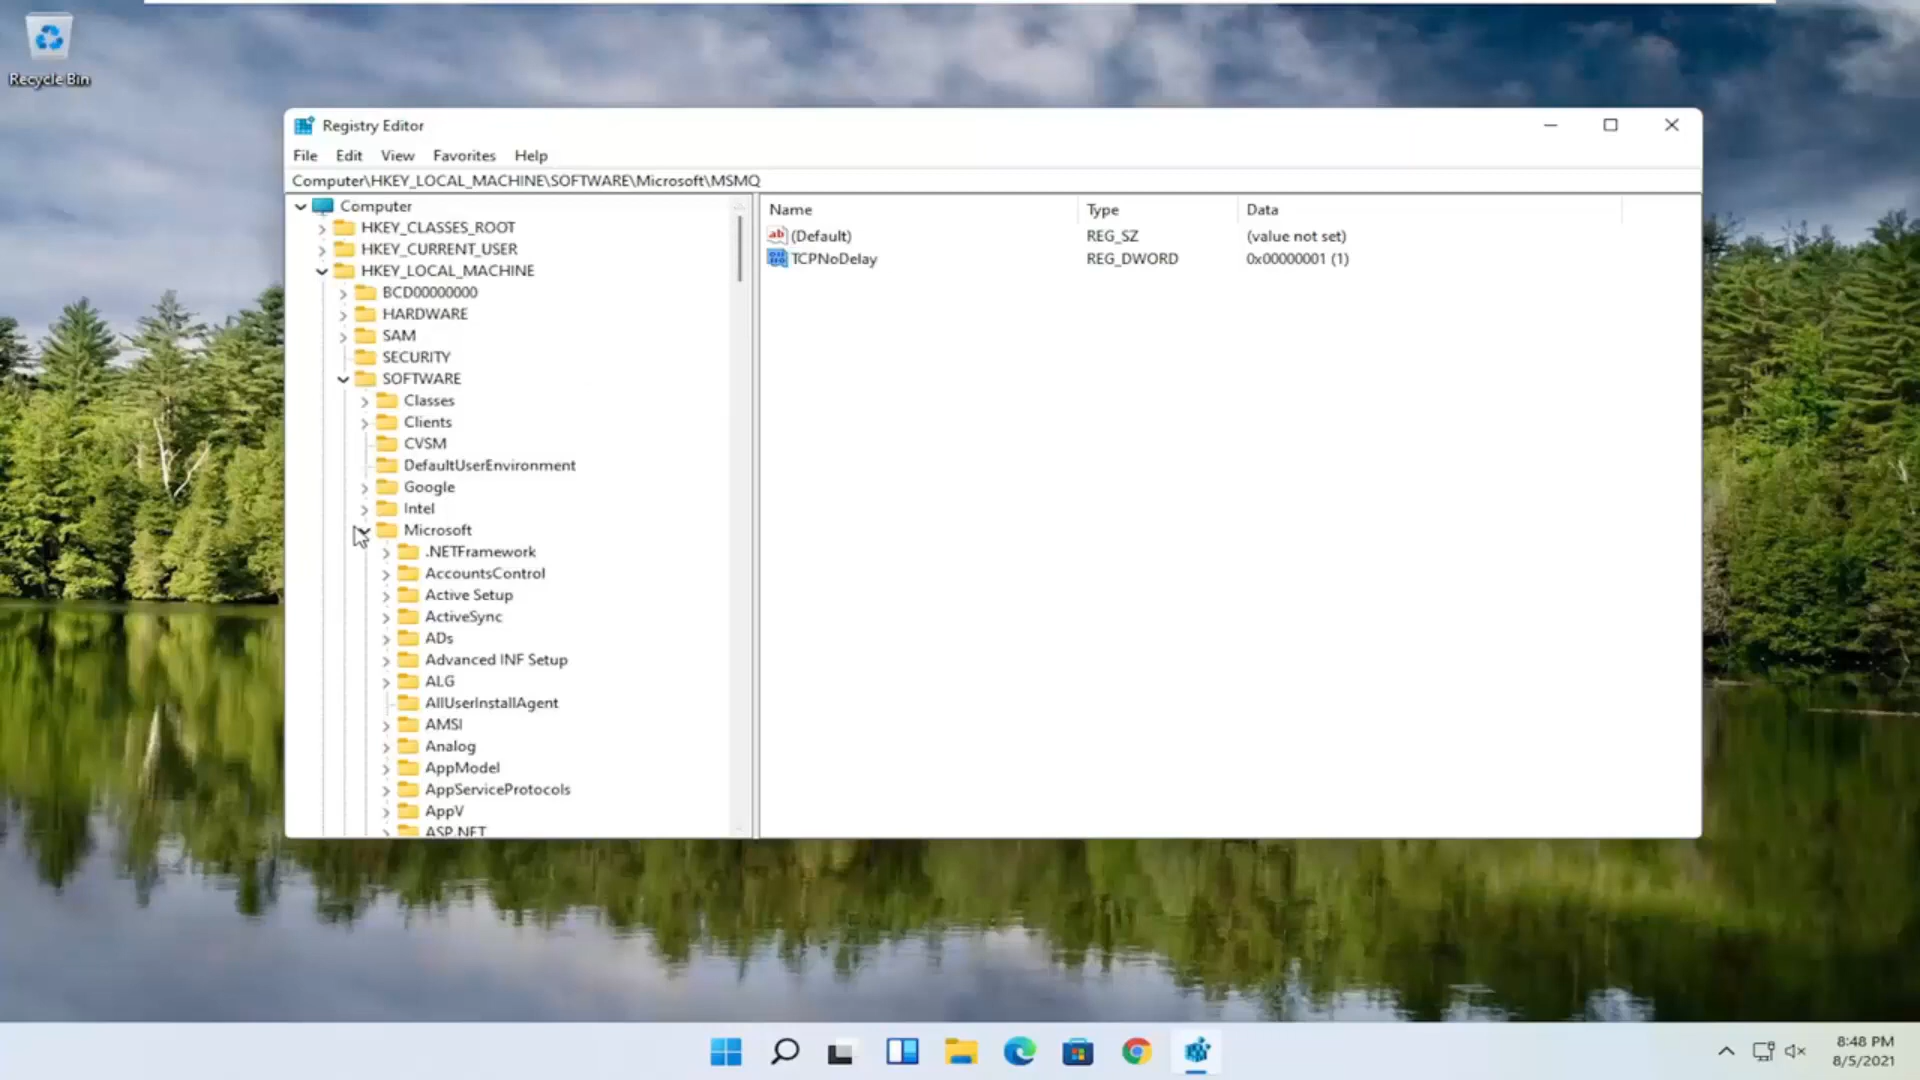 Recycle Bin
Registry Editor
File Edit View Favorites Help
Computer\HKEY_LOCAL_MACHINE\SOFTWARE\Microsoft\MSMQ
Computer
HKEY_CLASSES_ROOT
HKEY_CURRENT_USER
HKEY_LOCAL_MACHINE
BCD00000000
HARDWARE
SAM
SECURITY
SOFTWARE
Classes
Clients
CVSM
DefaultUserEnvironment
Google
Intel
Microsoft
.NETFramework
AccountsControl
Active Setup
ActiveSync
ADs
Advanced INF Setup
ALG
AllUserInstallAgent
AMSI
Analog
AppModel
AppServiceProtocols
AppV
ASP.NET
Name Type Data
ab (Default) REG_SZ (value not set)
TCPNoDelay REG_DWORD 0x00000001 (1)
8:48 PM
8/5/2021